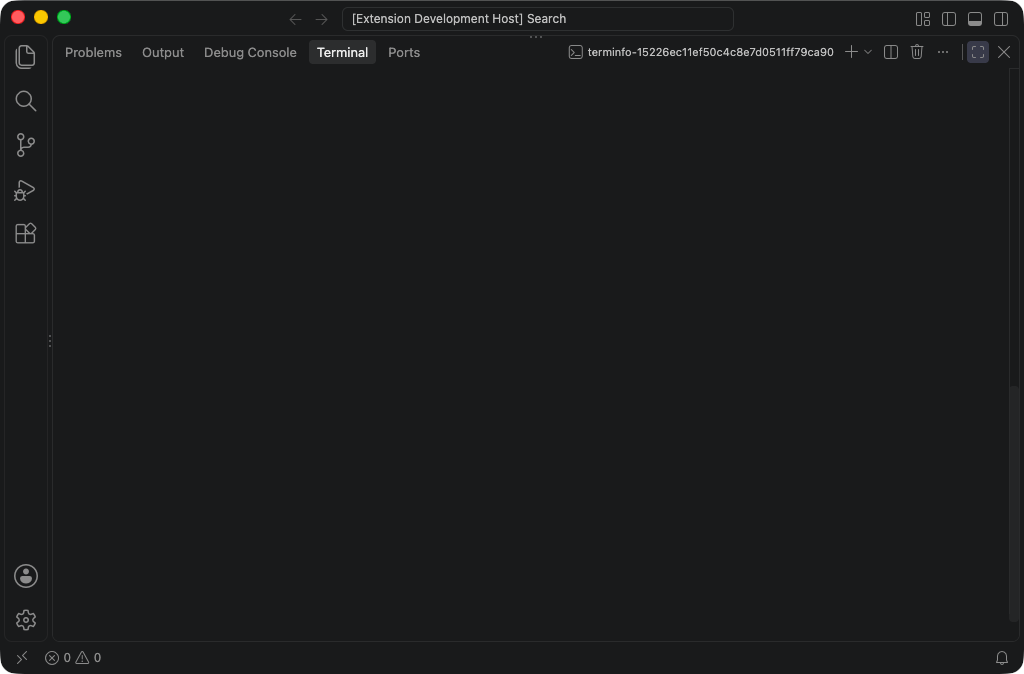 [Extension Development Host] Search
Problems Output Debug Console Terminal Ports terminfo-15226ec11ef50c4c8e7d0511ff79ca90
0 0